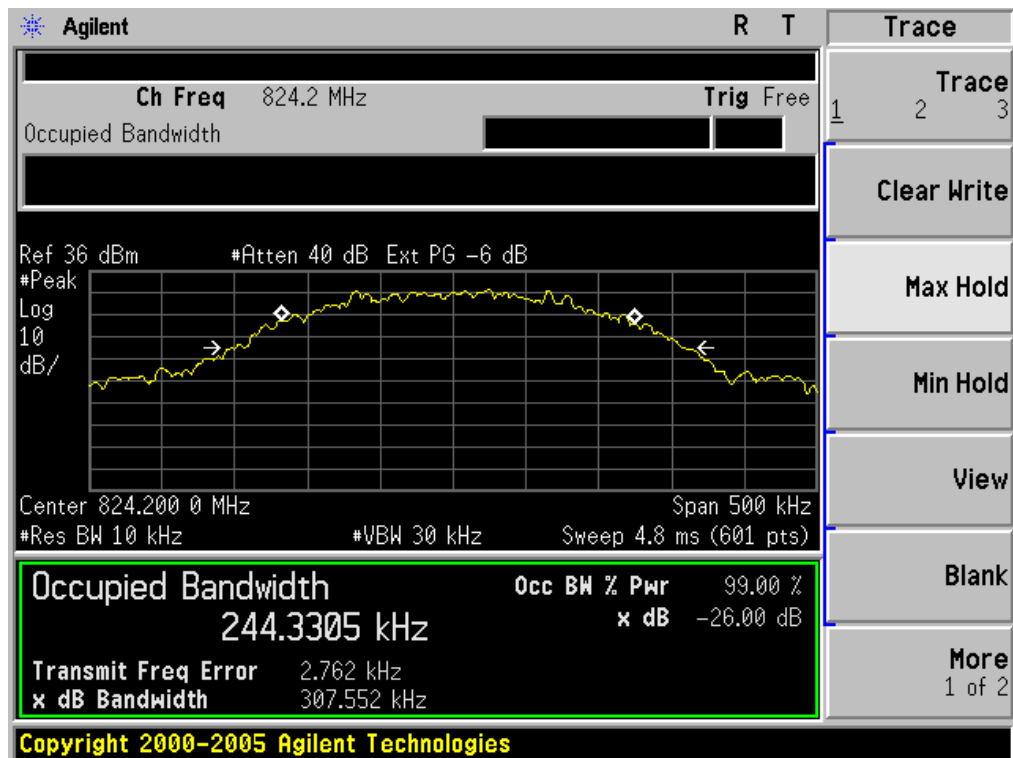 Agilent R T
Trace
Ch Freq 824.2 MHz Trig Free
Occupied Bandwidth
Ref 36 dBm #Atten 40 dB Ext PG -6 dB
#Peak
Log
10
dB/
Center 824.200 0 MHz Span 500 kHz
#Res BW 10 kHz #VBW 30 kHz Sweep 4.8 ms (601 pts)
Occupied Bandwidth
244.3305 kHz
Occ BW % Pwr 99.00 %
x dB -26.00 dB
Transmit Freq Error 2.762 kHz
x dB Bandwidth 307.552 kHz
Copyright 2000-2005 Agilent Technologies
Trace
1 2 3
Clear Write
Max Hold
Min Hold
View
Blank
More
1 of 2